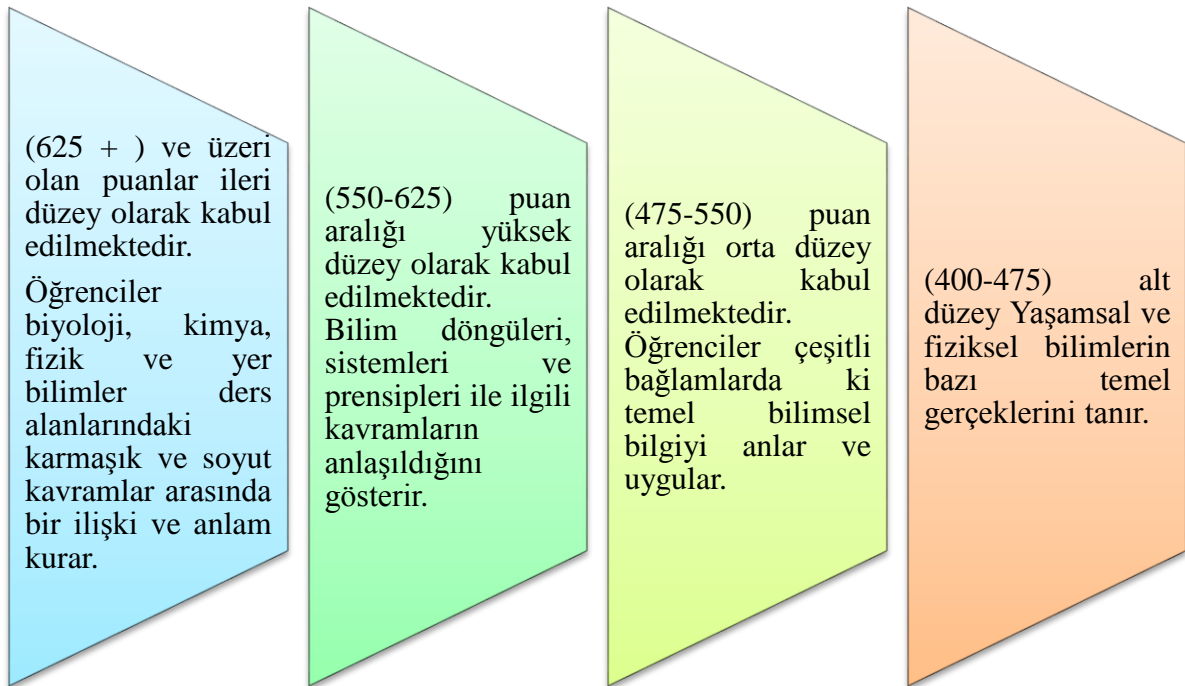 (625 + ) ve üzeri
olan puanlar ileri
düzey olarak kabul
edilmektedir.
Öğrenciler
biyoloji, kimya,
fizik ve yer
bilimler ders
alanlarındaki
karmaşık ve soyut
kavramlar arasında
bir ilişki ve anlam
kurar.
(550-625) puan
aralığı yüksek
düzey olarak kabul
edilmektedir.
Bilim döngüleri,
sistemleri ve
prensipleri ile ilgili
kavramların
anlaşıldığını
gösterir.
(475-550) puan
aralığı orta düzey
olarak kabul
edilmektedir.
Öğrenciler çeşitli
bağlamlarda ki
temel bilimsel
bilgiyi anlar ve
uygular.
(400-475) alt
düzey Yaşamsal ve
fiziksel bilimlerin
bazı temel
gerçeklerini tanır.